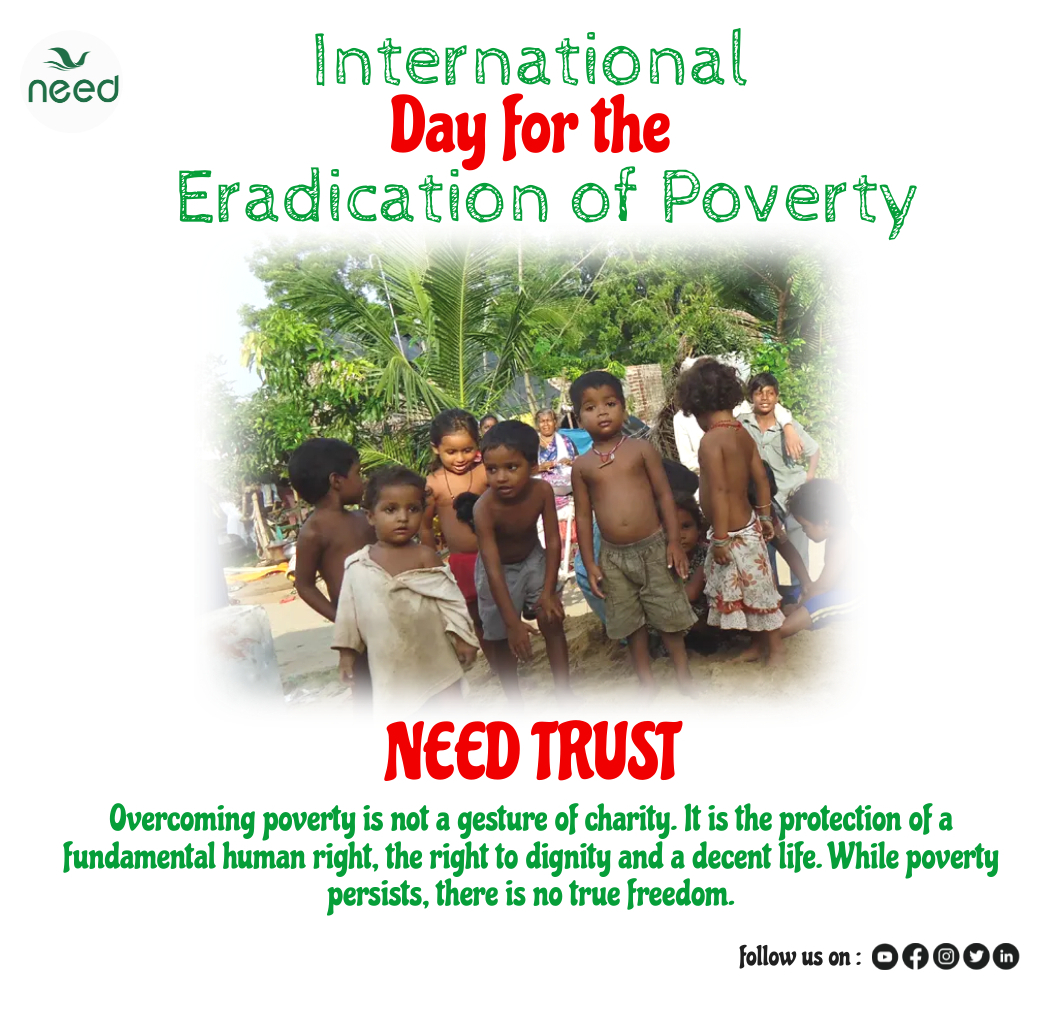 need
International
Day for the
Eradication of Poverty
NEED TRUST
Overcoming poverty is not a gesture of charity. It is the protection of a
fundamental human right, the right to dignity and a decent life. While poverty
persists, there is no true freedom.
follow us on :